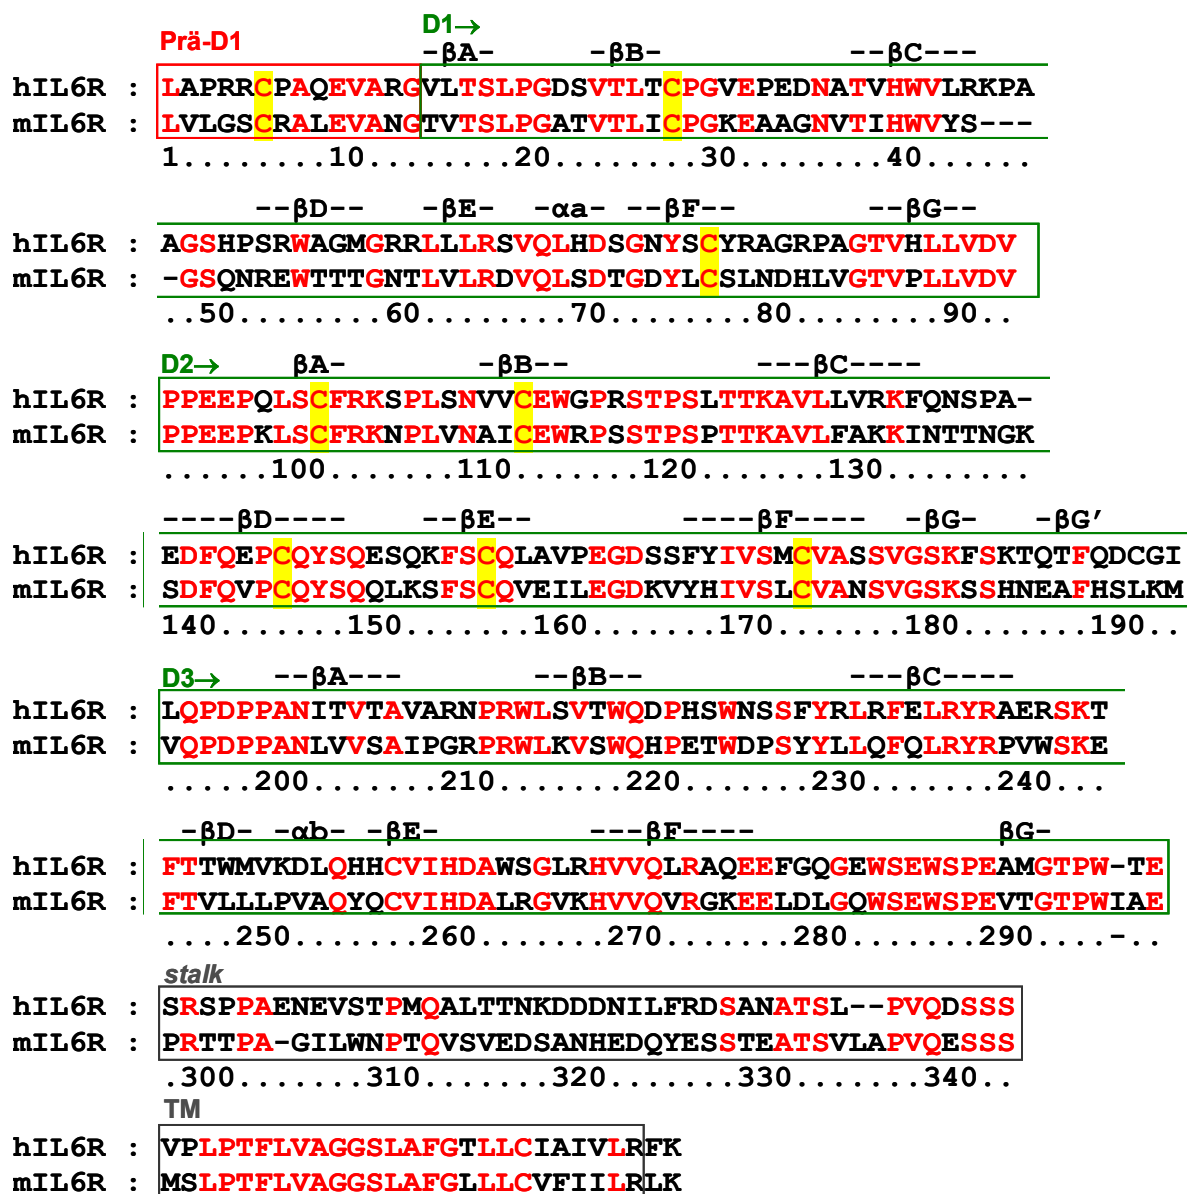 D1→
Prä-D1 -βA- -βB- --βC---
hIL6R : LAPRRCPAQEVARGVLTSLPGDSVTLTCPGVEPEDNATVHWVLRKPA
mIL6R : LVLGSCRALEVANGTVTSLPGATVTLICPGKEAAGNVTIHWVYS---
1........10........20........30........40......
--βD-- -βE- -αa- --βF-- --βG--
hIL6R : AGSHPSRWAGMGRRLLLRSVQLHDSGNYSCYRAGRPAGTVHLLVDV
mIL6R : -GSQNREWTTTGNTLVLRDVQLSDTGDYLCSLNDHLVGTVPLLVDV
..50........60........70........80........90..
D2→ βA- -βB-- ---βC----
hIL6R : PPEEPQLSCFRKSPLSNVVCEWGPRSTPSLTTKAVLLVRKFQNSPA-
mIL6R : PPEEPKLSCFRKNPLVNAICEWRPSSTPSPTTKAVLFAKKINTTNGK
......100.......110.......120.......130........
----βD---- --βE-- ----βF---- -βG- -βG’
hIL6R : EDFQEPCQYSQESQKFSCQLAVPEGDSSFYIVSMCVASSVGSKFSKTQTFQDCGI
mIL6R : SDFQVPCQYSQQLKSFSCQVEILEGDKVYHIVSLCVANSVGSKSSHNEAFHSLKM
140.......150.......160.......170.......180.......190..
D3→ --βA--- --βB-- ---βC----
hIL6R : LQPDPPANITVTAVARNPRWLSVTWQDPHSWNSSFYRLRFELRYRAERSKT
mIL6R : VQPDPPANLVVSAIPGRPRWLKVSWQHPETWDPSYYLLQFQLRYRPVWSKE
.....200.......210.......220.......230.......240...
-βD- -αb- -βE- ---βF---- βG-
hIL6R : FTTWMVKDLQHHCVIHDAWSGLRHVVQLRAQEEFGQGEWSEWSPEAMGTPW-TE
mIL6R : FTVLLLPVAQYQCVIHDALRGVKHVVQVRGKEELDLGQWSEWSPEVTGTPWIAE
....250.......260.......270.......280.......290....-..
stalk
hIL6R : SRSPPAENEVSTPMQALTTNKDDDNILFRDSANATSL--PVQDSSS
mIL6R : PRTTPA-GILWNPTQVSVEDSANHEDQYESSTEATSVLAPVQESSS
.300.......310.......320.......330.......340...
TM
hIL6R : VPLPTFLVAGGSLAFGTLLCIAIVLRFK
mIL6R : MSLPTFLVAGGSLAFGLLLCVFIILRLK